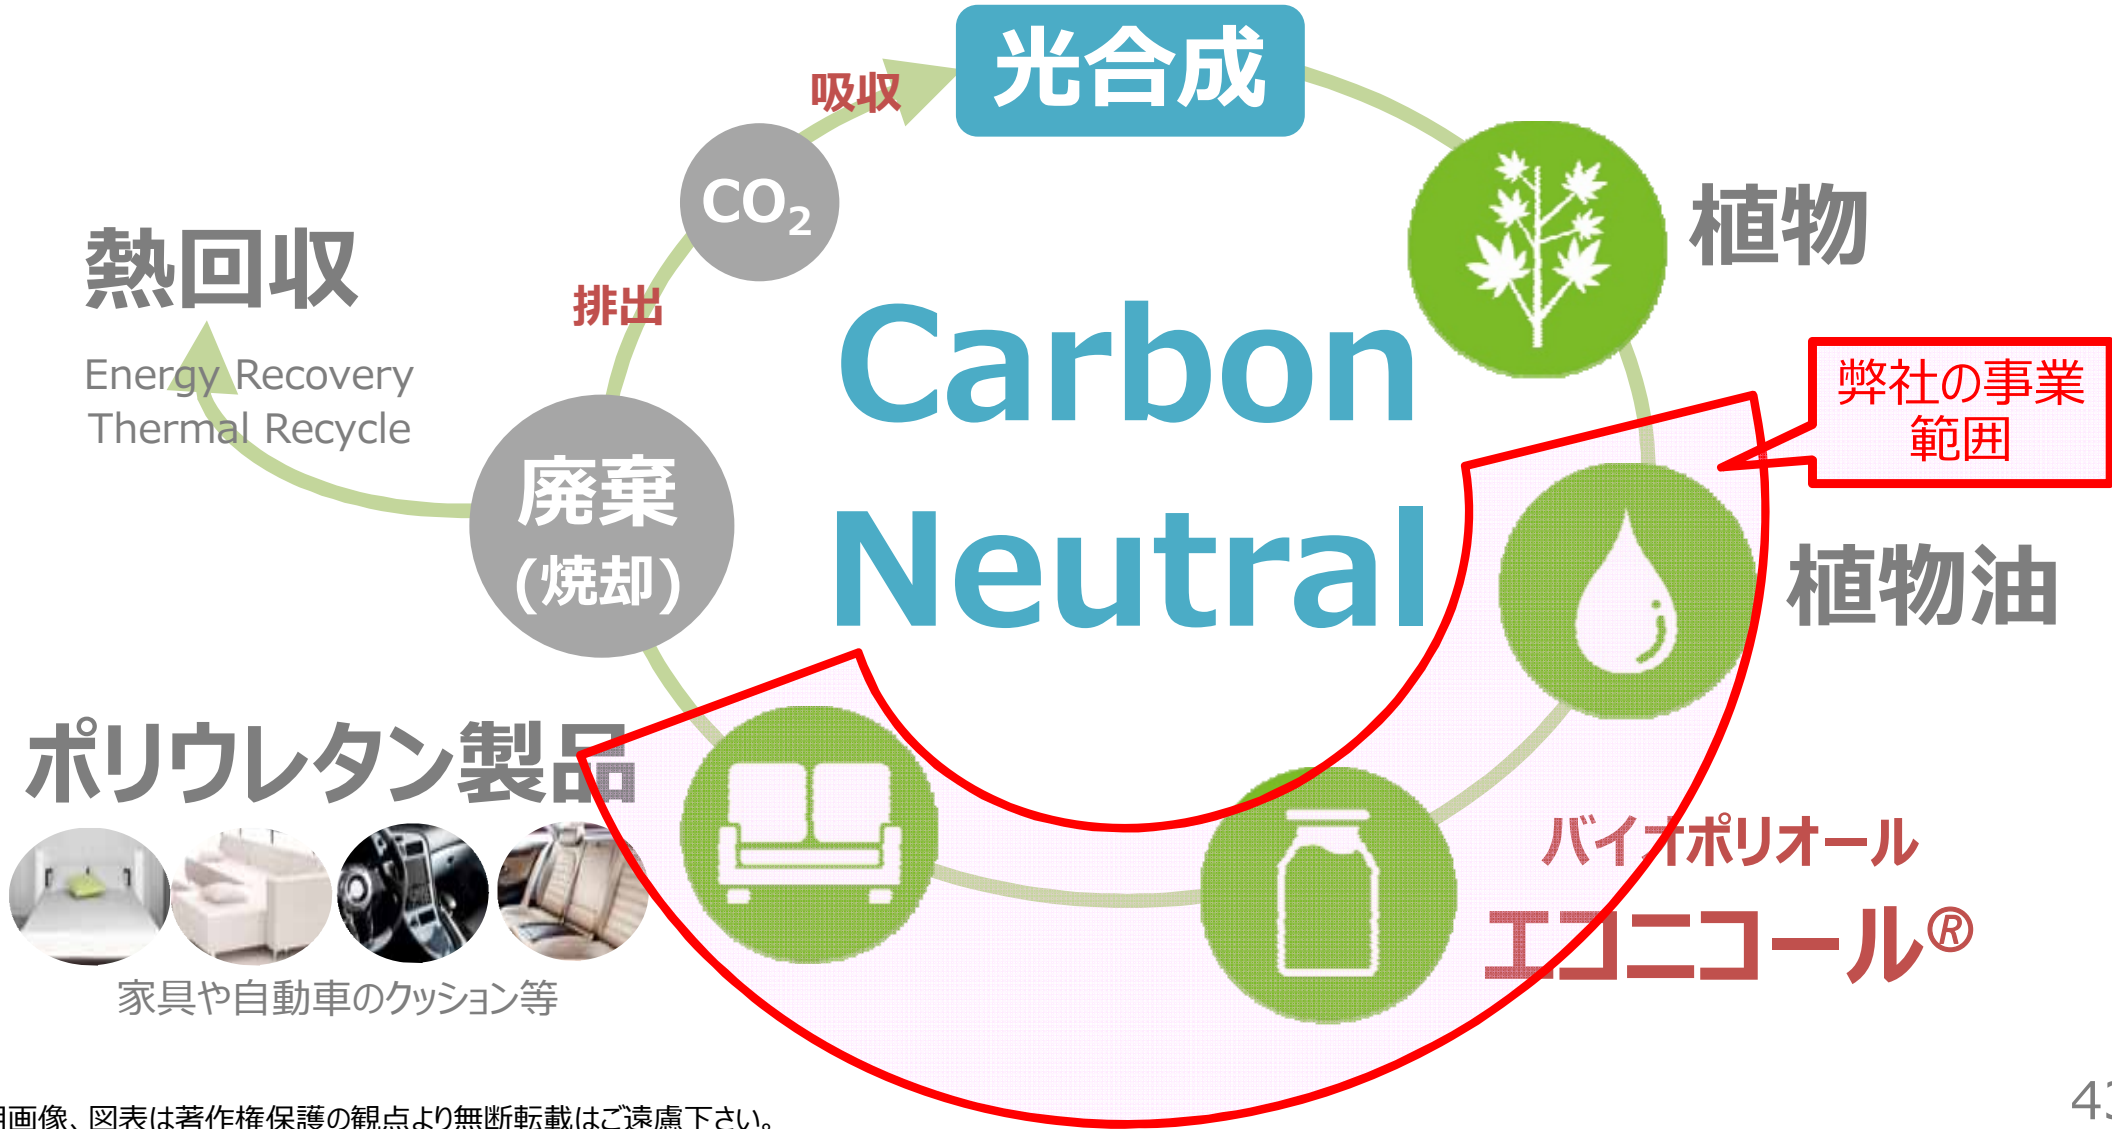 光合成
吸収
CO₂
植物
熱回収
排出
Energy Recovery
Thermal Recycle
Carbon
Neutral
弊社の事業
範囲
廃棄
(焼却)
植物油
ポリウレタン製品
バイオポリオール
エコニコール®
家具や自動車のクッション等
画像、図表は著作権保護の観点より無断転載はご遠慮下さい。